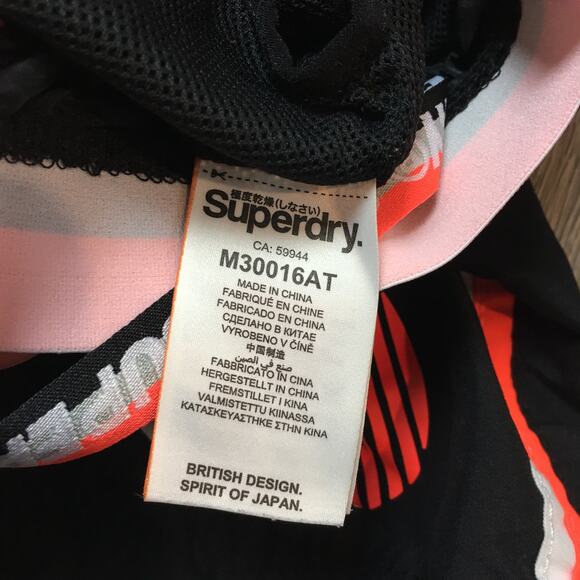 極度乾燥(しなさい)
Superdry.
CA: 59944
M30016AT
MADE IN CHINA
FABRIQUÉ EN CHINE
FABRICADO EN CHINA
СДЕЛАНО В КИТАЕ
VYROBENO V ČÍNĚ
中国制造
صنع في الصين
FABBRICATO IN CINA
HERGESTELLT IN CHINA
FREMSTILLET I KINA
VALMISTETTU KIINASSA
ΚΑΤΑΣΚΕΥΑΣΤΗΚΕ ΣΤΗΝ ΚΙΝΑ
BRITISH DESIGN.
SPIRIT OF JAPAN.